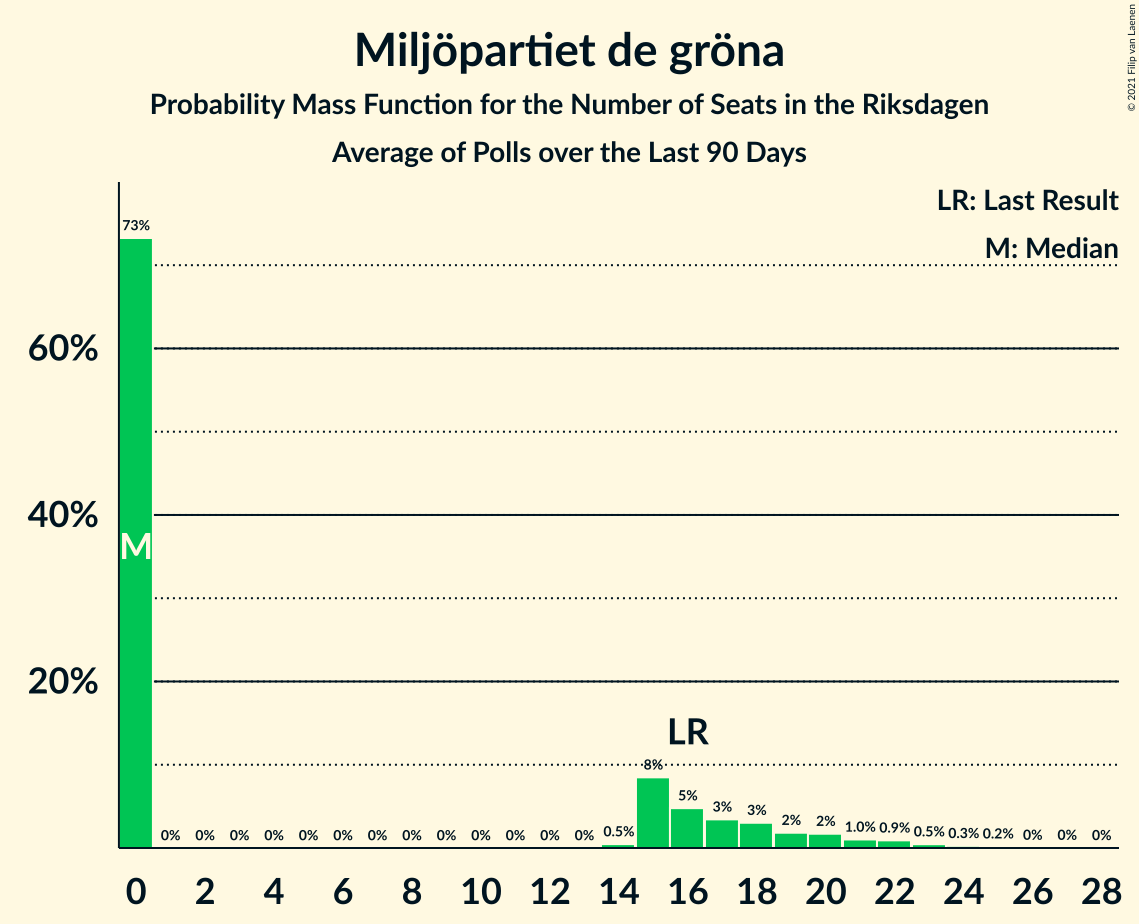 Miljöpartiet de gröna
Probability Mass Function for the Number of Seats in the Riksdagen
Average of Polls over the Last 90 Days
© 2021 Filip van Laenen
LR: Last Result
M: Median
60%
40%
20%
73%
M
0% 0% 0% 0% 0% 0% 0% 0% 0% 0% 0% 0% 0% 0.5% 8% 5% 3% 3% 2% 2% 1.0% 0.9% 0.5% 0.3% 0.2% 0% 0% 0%
LR
0 2 4 6 8 10 12 14 16 18 20 22 24 26 28